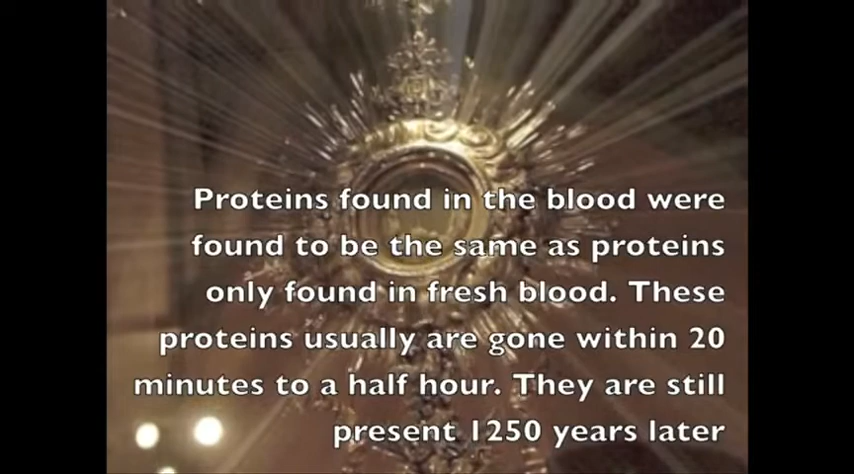 Proteins found in the blood were
found to be the same as proteins
only found in fresh blood. These
proteins usually are gone within 20
minutes to a half hour. They are still
present 1250 years later